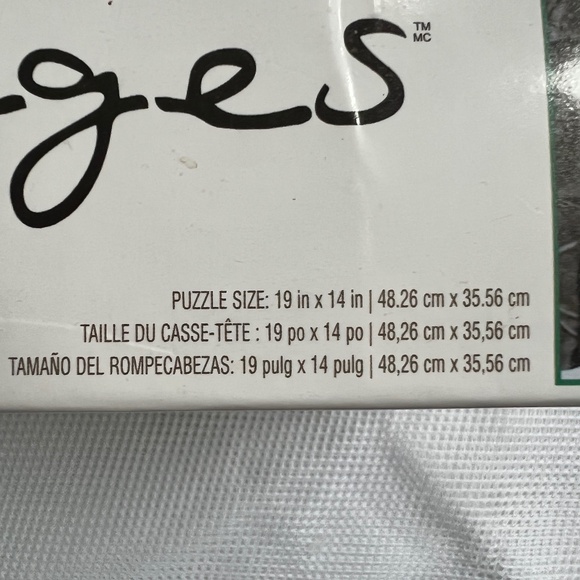 ges
TM
MC
PUZZLE SIZE: 19 in x 14 in | 48.26 cm x 35.56 cm
TAILLE DU CASSE-TÊTE : 19 po x 14 po | 48,26 cm x 35,56 cm
TAMAÑO DEL ROMPECABEZAS: 19 pulg x 14 pulg | 48,26 cm x 35,56 cm